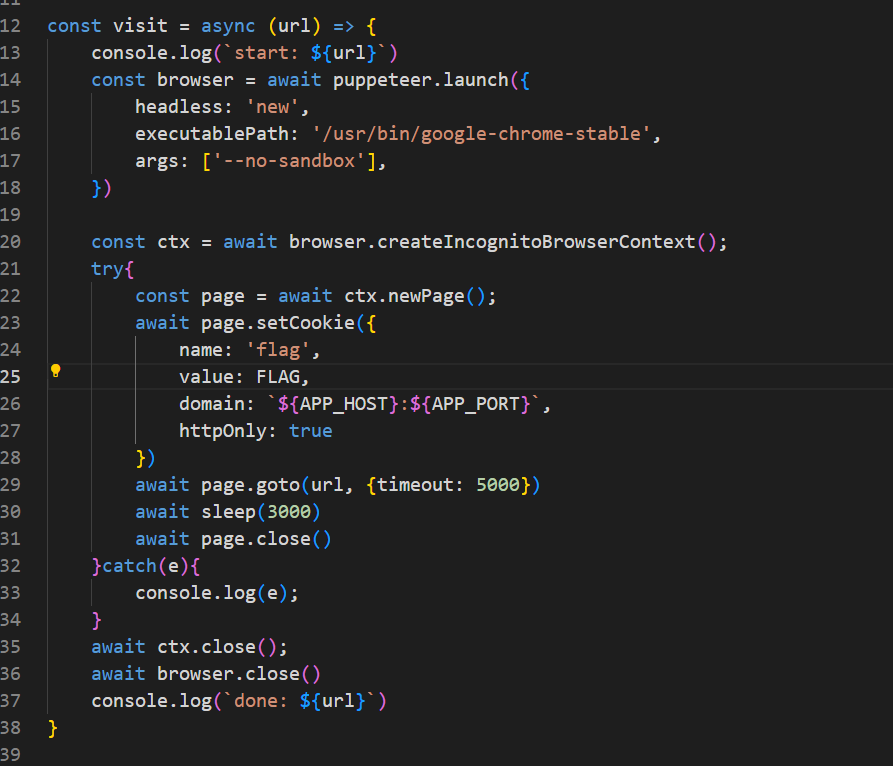 11
12 const visit = async (url) => {
13     console.log(`start: ${url}`)
14     const browser = await puppeteer.launch({
15         headless: 'new',
16         executablePath: '/usr/bin/google-chrome-stable',
17         args: ['--no-sandbox'],
18     })
19
20     const ctx = await browser.createIncognitoBrowserContext();
21     try{
22         const page = await ctx.newPage();
23         await page.setCookie({
24             name: 'flag',
25             value: FLAG,
26             domain: `${APP_HOST}:${APP_PORT}`,
27             httpOnly: true
28         })
29         await page.goto(url, {timeout: 5000})
30         await sleep(3000)
31         await page.close()
32     }catch(e){
33         console.log(e);
34     }
35     await ctx.close();
36     await browser.close()
37     console.log(`done: ${url}`)
38 }
39